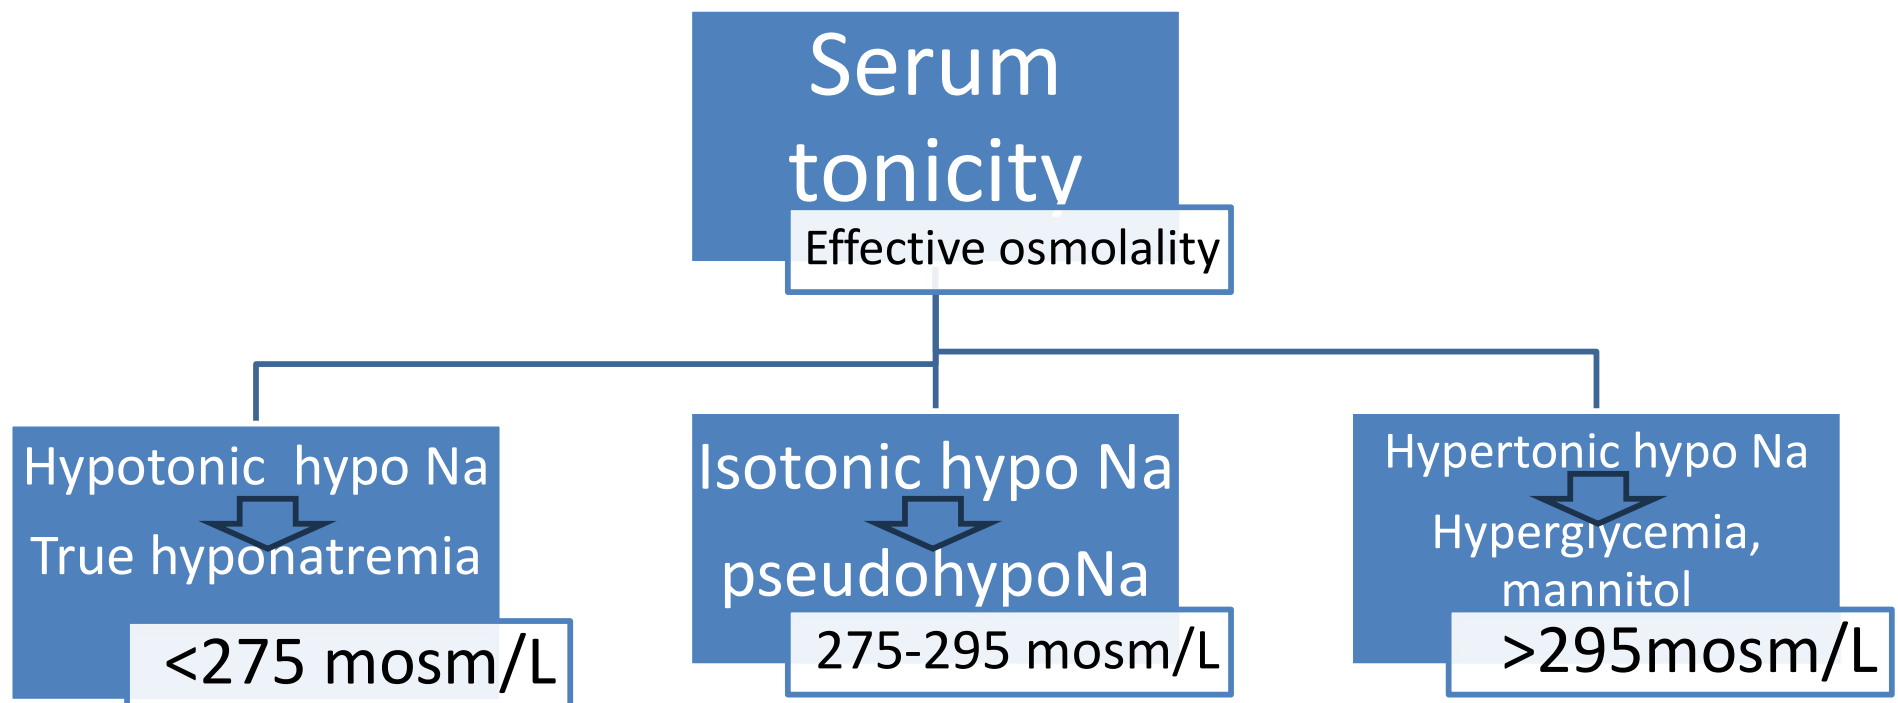 Serum
tonicity
Effective osmolality
Hypotonic hypo Na
True hyponatremia
<275 mosm/L
Isotonic hypo Na
pseudohypoNa
275-295 mosm/L
Hypertonic hypo Na
Hyperglycemia,
mannitol
>295mosm/L